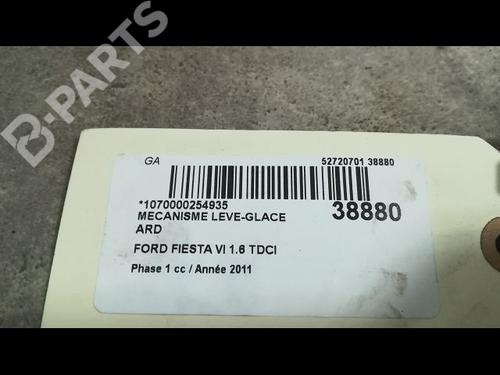 B-PARTS
GA
52720701 38880
*1070000254935
38880
MECANISME LEVE-GLACE
ARD
FORD FIESTA VI 1.6 TDCI
Phase 1 cc / Année 2011